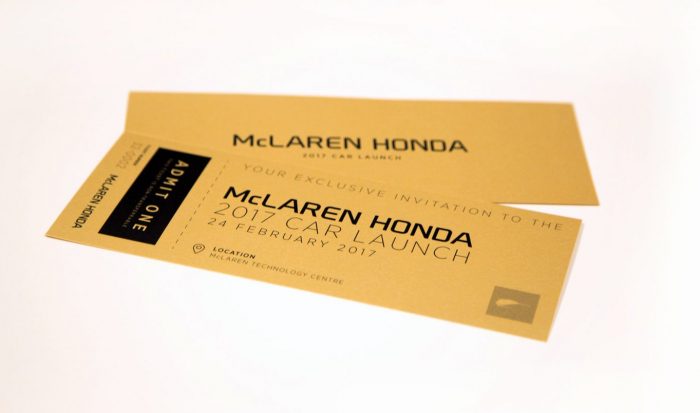 McLAREN HONDA
2017 CAR LAUNCH
YOUR EXCLUSIVE INVITATION TO THE
McLAREN HONDA
2017 CAR LAUNCH
24 FEBRUARY 2017
LOCATION
McLAREN TECHNOLOGY CENTRE
ADMIT ONE
McLAREN HONDA